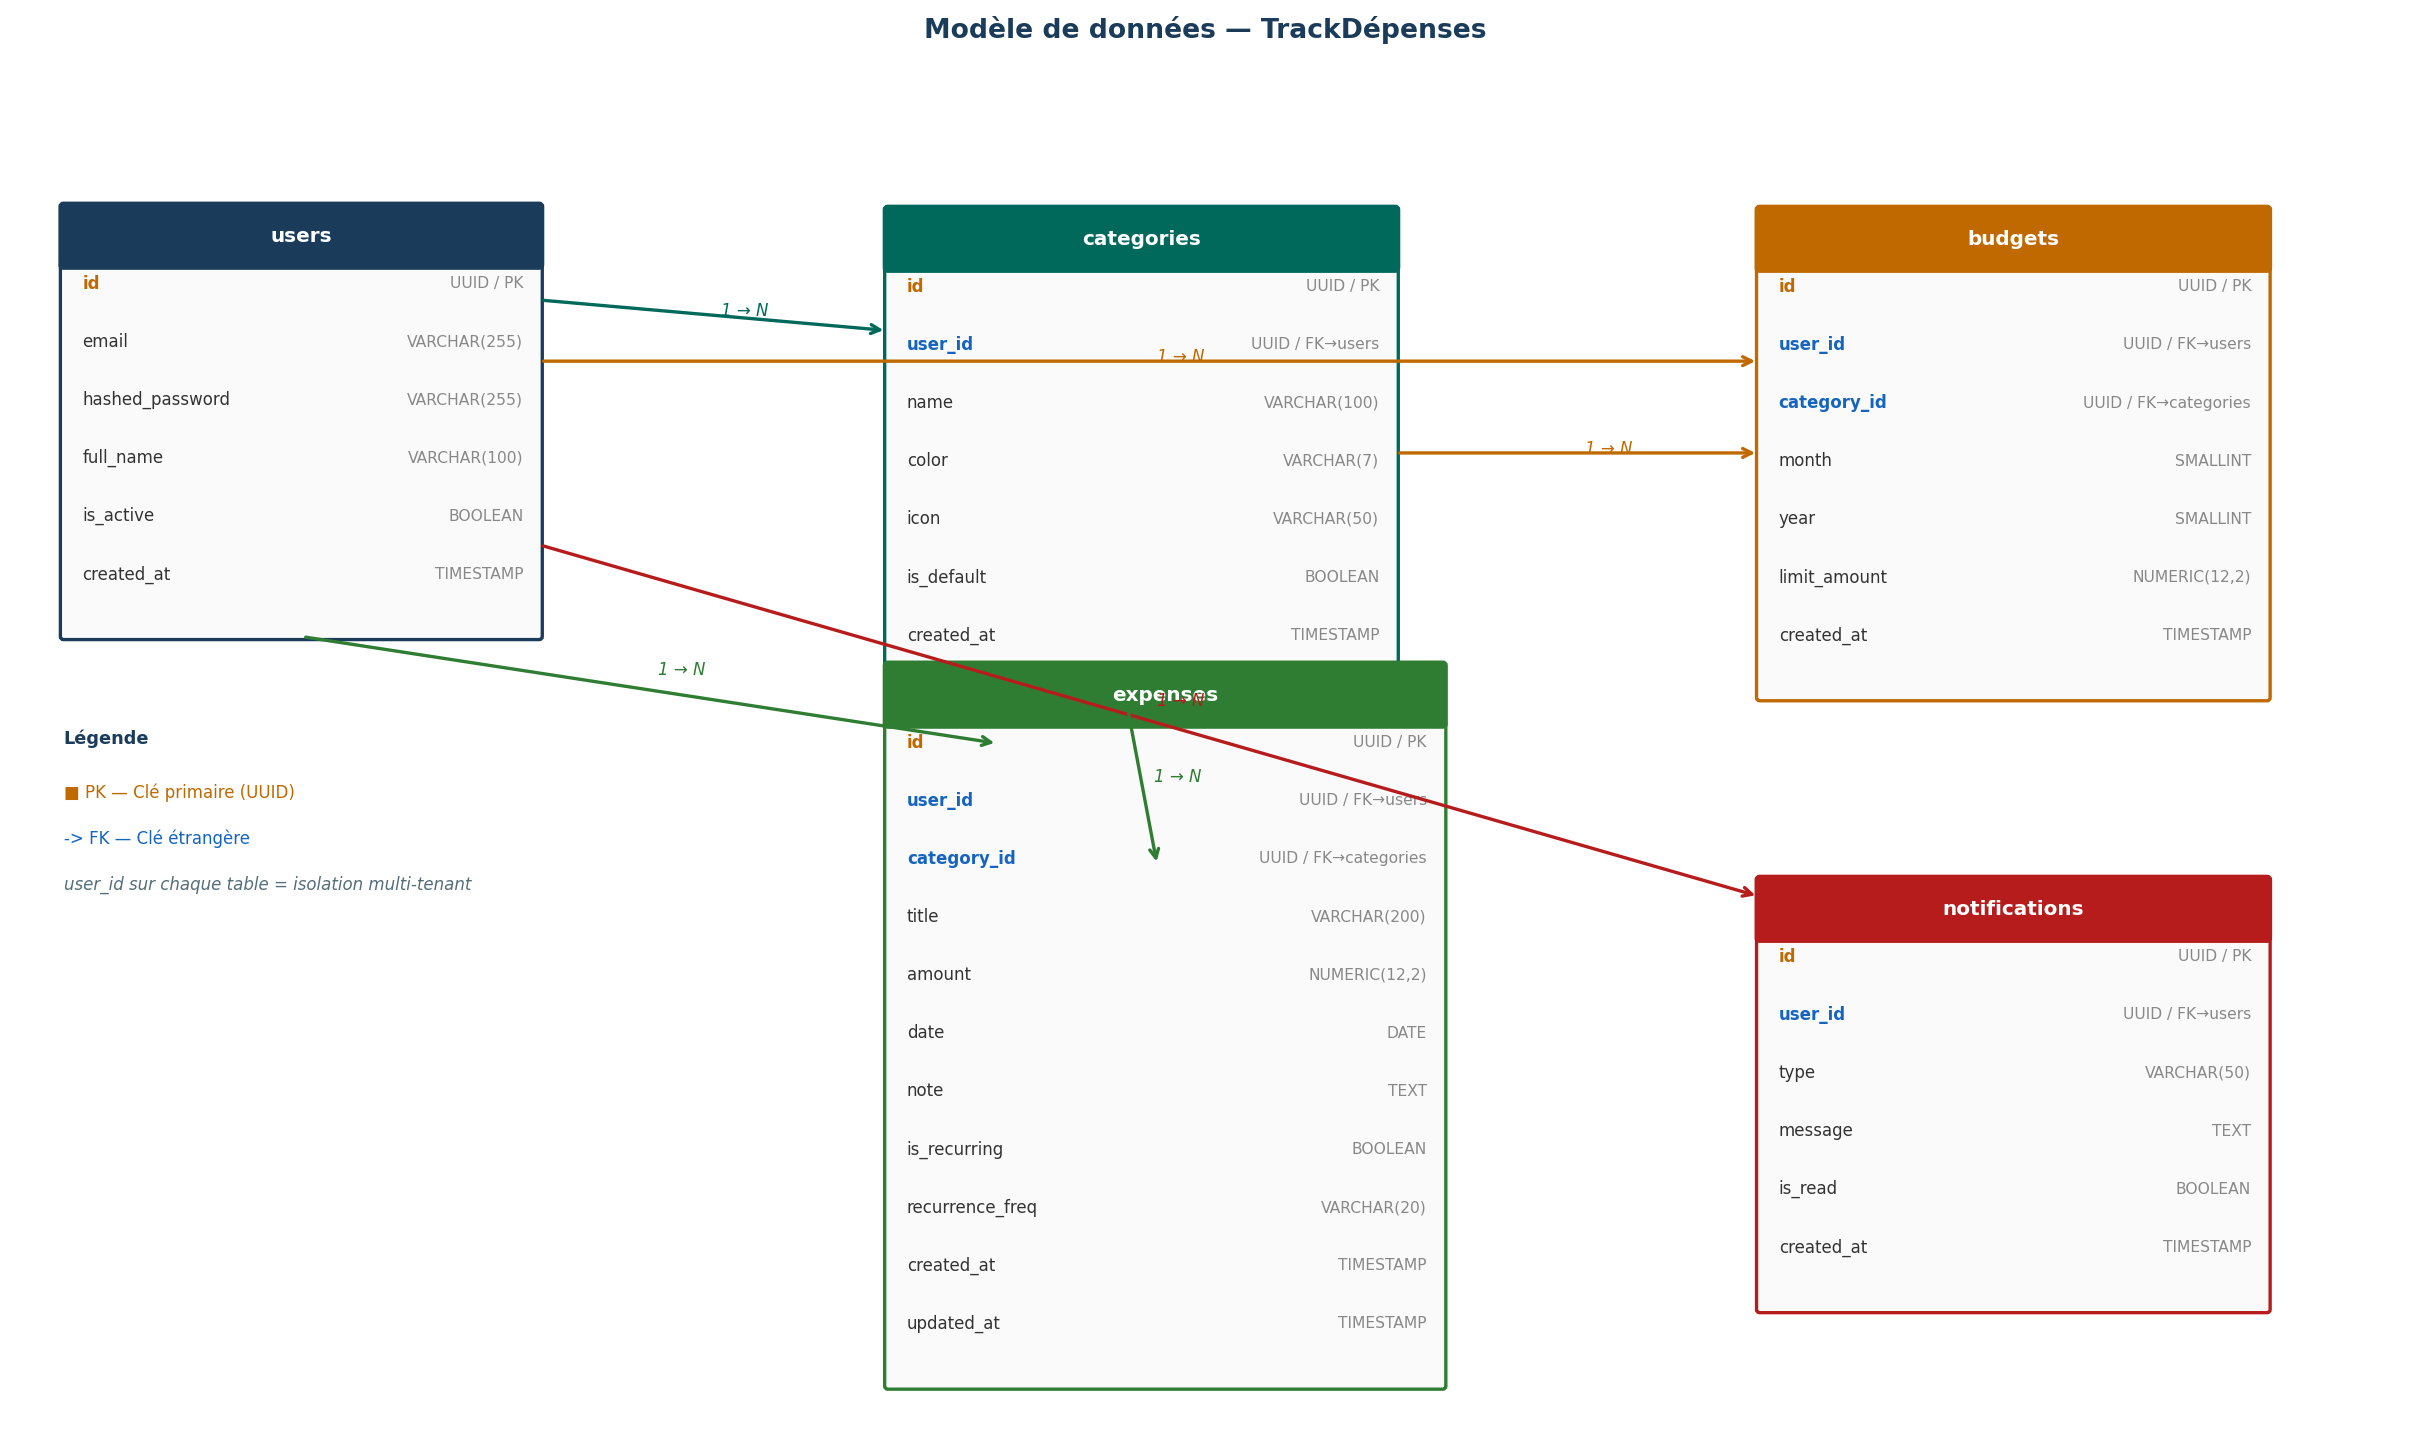 Modèle de données — TrackDépenses
users
id UUID / PK
email VARCHAR(255)
hashed_password VARCHAR(255)
full_name VARCHAR(100)
is_active BOOLEAN
created_at TIMESTAMP
1 → N
categories
id UUID / PK
user_id UUID / FK→users
1 → N
name VARCHAR(100)
color VARCHAR(7)
icon VARCHAR(50)
is_default BOOLEAN
created_at TIMESTAMP
1 → N
budgets
id UUID / PK
user_id UUID / FK→users
category_id UUID / FK→categories
month SMALLINT
year SMALLINT
limit_amount NUMERIC(12,2)
created_at TIMESTAMP
1 → N
expenses
1 → N
id UUID / PK
1 → N
user_id UUID / FK→users
category_id UUID / FK→categories
title VARCHAR(200)
amount NUMERIC(12,2)
date DATE
note TEXT
is_recurring BOOLEAN
recurrence_freq VARCHAR(20)
created_at TIMESTAMP
updated_at TIMESTAMP
notifications
id UUID / PK
user_id UUID / FK→users
type VARCHAR(50)
message TEXT
is_read BOOLEAN
created_at TIMESTAMP
Légende
■ PK — Clé primaire (UUID)
-> FK — Clé étrangère
user_id sur chaque table = isolation multi-tenant